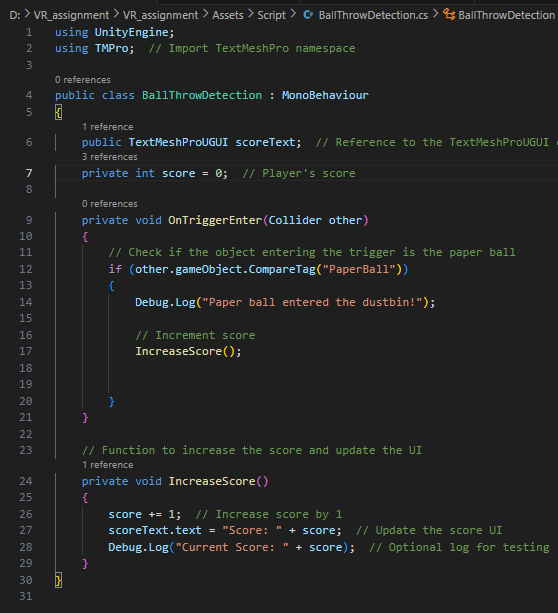 D: > VR_assignment > VR_assignment > Assets > Script > BallThrowDetection.cs > BallThrowDetection
1 using UnityEngine;
2 using TMPro;  // Import TextMeshPro namespace
3
0 references
4 public class BallThrowDetection : MonoBehaviour
5 {
1 reference
6     public TextMeshProUGUI scoreText;  // Reference to the TextMeshProUGUI
3 references
7     private int score = 0;  // Player's score
8
0 references
9     private void OnTriggerEnter(Collider other)
10     {
11         // Check if the object entering the trigger is the paper ball
12         if (other.gameObject.CompareTag("PaperBall"))
13         {
14             Debug.Log("Paper ball entered the dustbin!");
15
16             // Increment score
17             IncreaseScore();
18
19
20         }
21     }
22
23     // Function to increase the score and update the UI
1 reference
24     private void IncreaseScore()
25     {
26         score += 1;  // Increase score by 1
27         scoreText.text = "Score: " + score;  // Update the score UI
28         Debug.Log("Current Score: " + score);  // Optional log for testing
29     }
30 }
31